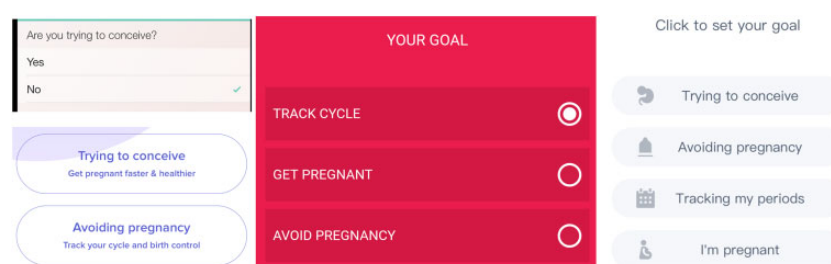 Are you trying to conceive?
Yes
No
Trying to conceive
Get pregnant faster & healthier
Avoiding pregnancy
Track your cycle and birth control
YOUR GOAL
TRACK CYCLE
GET PREGNANT
AVOID PREGNANCY
Click to set your goal
Trying to conceive
Avoiding pregnancy
Tracking my periods
I'm pregnant